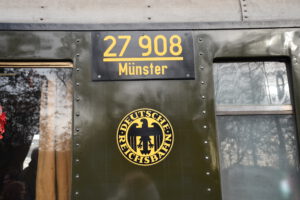 27 908
Münster
DEUTSCHE
REICHSBAHN